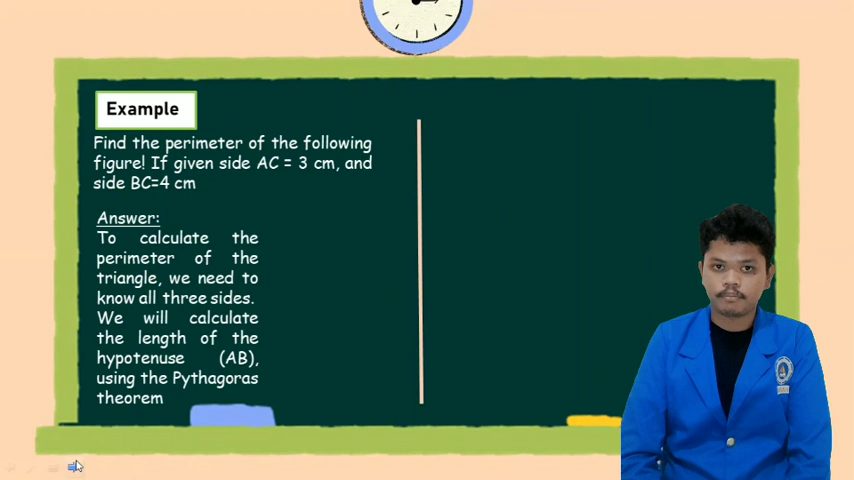 Example
Find the perimeter of the following
figure! If given side AC = 3 cm, and
side BC=4 cm
Answer:
To calculate the
perimeter of the
triangle, we need to
know all three sides.
We will calculate
the length of the
hypotenuse (AB),
using the Pythagoras
theorem